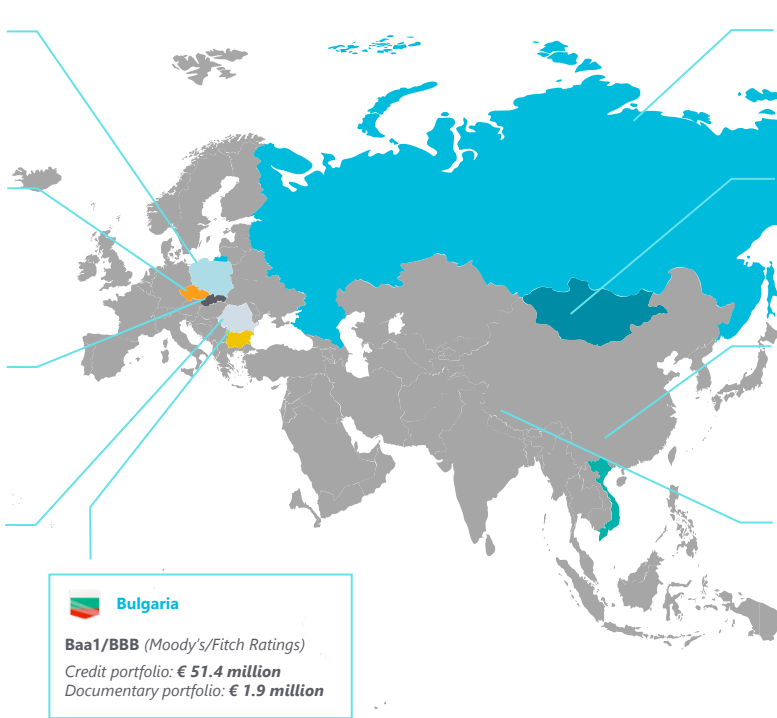 Bulgaria
Baa1/BBB (Moody's/Fitch Ratings)
Credit portfolio: € 51.4 million
Documentary portfolio: € 1.9 million